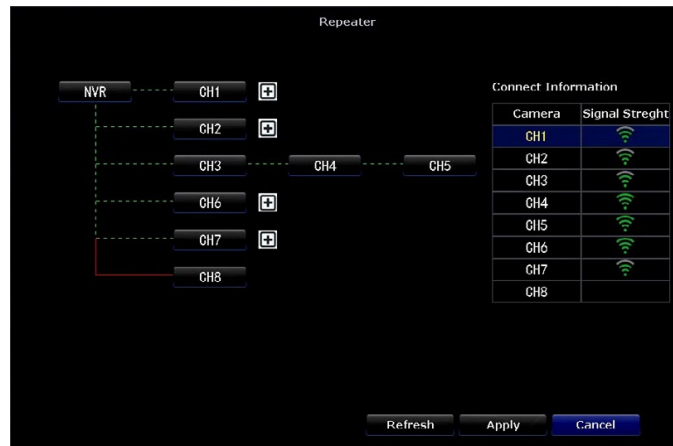 Repeater
NVR CH1
CH2
CH3 CH4 CH5
CH6
CH7
CH8
Connect Information
Camera Signal Streght
CH1
CH2
CH3
CH4
CH5
CH6
CH7
CH8
Refresh Apply Cancel